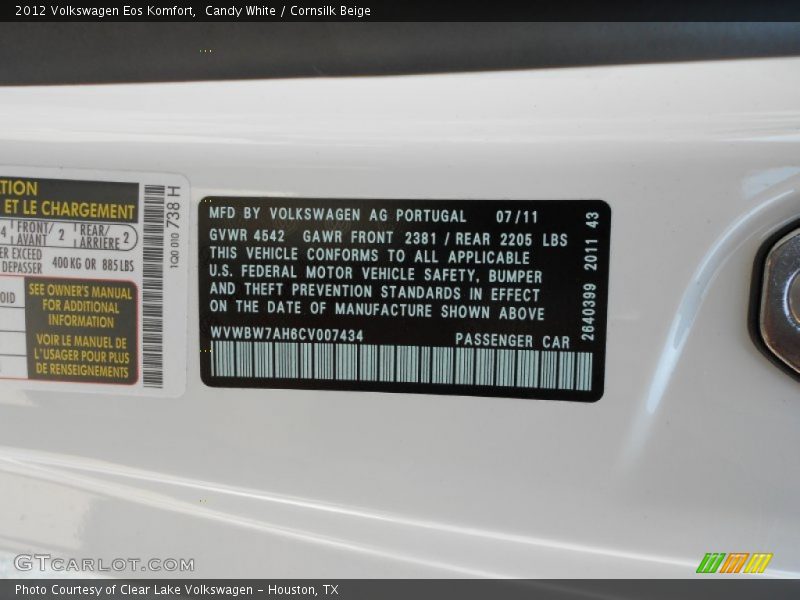 2012 Volkswagen Eos Komfort,  Candy White / Cornsilk Beige
TION
ET LE CHARGEMENT
4 FRONT/ AVANT 2 REAR/ ARRIÈRE 2
ER EXCEED
DEPASSER 400 KG OR 885 LBS
OID
SEE OWNER'S MANUAL
FOR ADDITIONAL
INFORMATION
VOIR LE MANUEL DE
L'USAGER POUR PLUS
DE RENSEIGNEMENTS
1Q0 010 738 H
MFD BY VOLKSWAGEN AG PORTUGAL 07/11
GVWR 4542 GAWR FRONT 2381 / REAR 2205 LBS
THIS VEHICLE CONFORMS TO ALL APPLICABLE
U.S. FEDERAL MOTOR VEHICLE SAFETY, BUMPER
AND THEFT PREVENTION STANDARDS IN EFFECT
ON THE DATE OF MANUFACTURE SHOWN ABOVE
WVWBW7AH6CV007434 PASSENGER CAR
2640399 2011 43
GTCARLOT.COM
Photo Courtesy of Clear Lake Volkswagen – Houston, TX